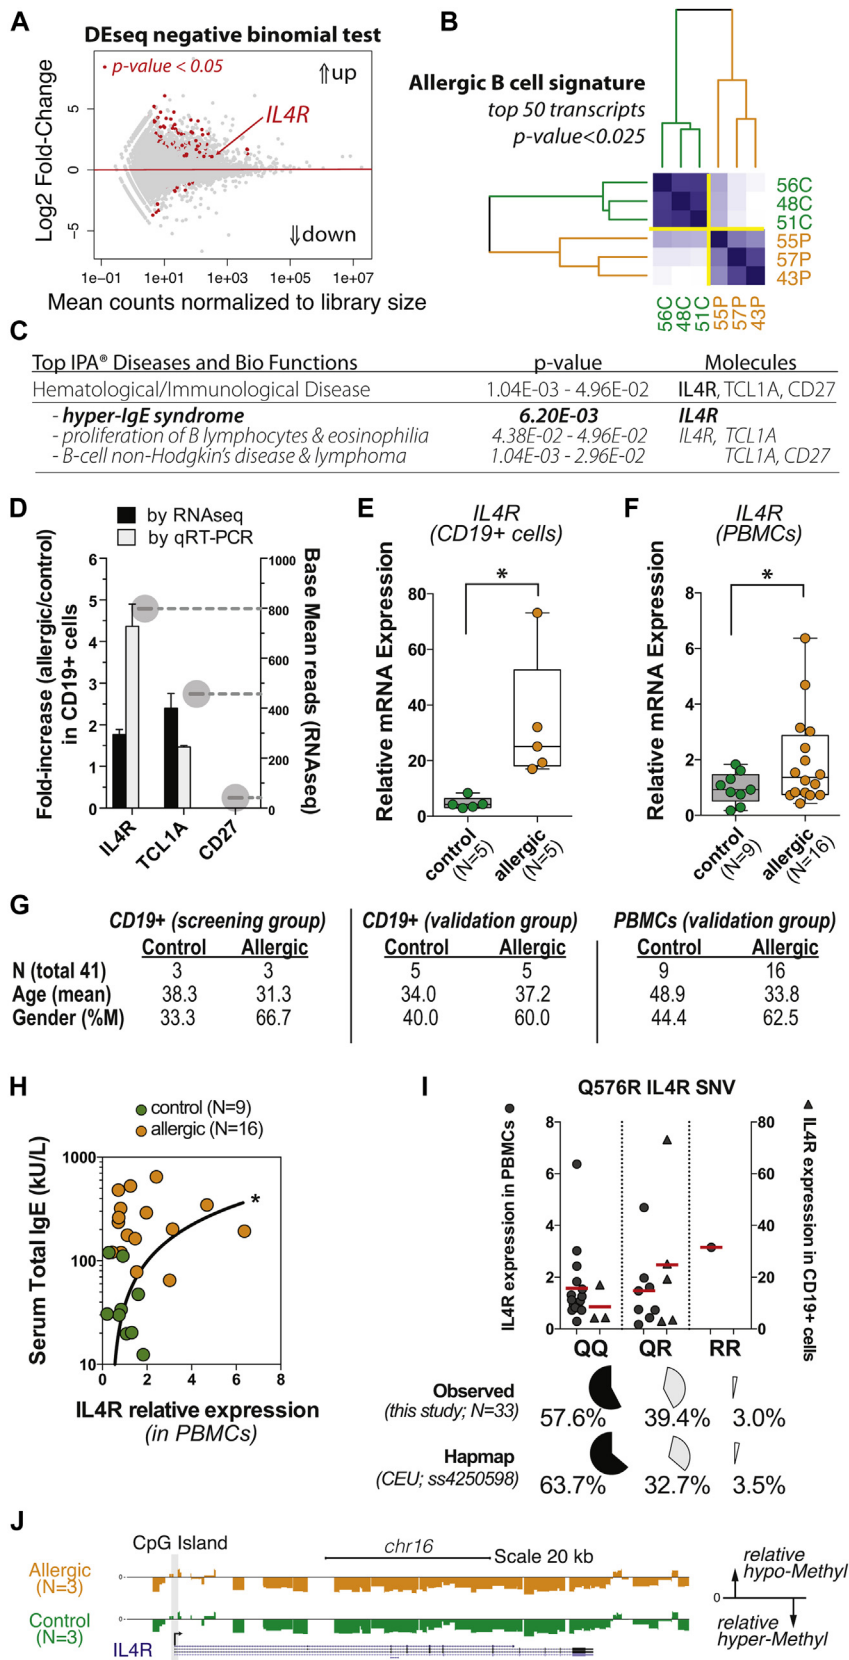 A
DEseq negative binomial test
p-value < 0.05
⇑up
IL4R
⇓down
Log2 Fold-Change
5
0
-5
1e-01 1e+01 1e+03 1e+05 1e+07
Mean counts normalized to library size
B
Allergic B cell signature
top 50 transcripts
p-value<0.025
56C
48C
51C
55P
57P
43P
56C 48C 51C 55P 57P 43P
C
Top IPA® Diseases and Bio Functions p-value Molecules
Hematological/Immunological Disease 1.04E-03 - 4.96E-02 IL4R, TCL1A, CD27
- hyper-IgE syndrome 6.20E-03 IL4R
- proliferation of B lymphocytes & eosinophilia 4.38E-02 - 4.96E-02 IL4R, TCL1A
- B-cell non-Hodgkin's disease & lymphoma 1.04E-03 - 2.96E-02 TCL1A, CD27
D
by RNAseq
by qRT-PCR
Fold-increase (allergic/control)
in CD19+ cells
6
5
4
3
2
1
0
1000
800
600
400
200
0
Base Mean reads (RNAseq)
IL4R TCL1A CD27
E
IL4R
(CD19+ cells)
*
Relative mRNA Expression
80
60
40
20
0
control
(N=5)
allergic
(N=5)
F
IL4R
(PBMCs)
*
Relative mRNA Expression
8
6
4
2
0
control
(N=9)
allergic
(N=16)
G
CD19+ (screening group) CD19+ (validation group) PBMCs (validation group)
Control Allergic Control Allergic Control Allergic
N (total 41) 3 3 5 5 9 16
Age (mean) 38.3 31.3 34.0 37.2 48.9 33.8
Gender (%M) 33.3 66.7 40.0 60.0 44.4 62.5
H
control (N=9)
allergic (N=16)
Serum Total IgE (kU/L)
1000
100
10
*
0 2 4 6 8
IL4R relative expression
(in PBMCs)
I
Q576R IL4R SNV
IL4R expression in PBMCs
8
6
4
2
0
80
60
40
20
0
IL4R expression in CD19+ cells
QQ QR RR
Observed
(this study; N=33)
57.6% 39.4% 3.0%
Hapmap
(CEU; ss4250598)
63.7% 32.7% 3.5%
J
CpG Island
chr16
Scale 20 kb
Allergic
(N=3)
0
Control
(N=3)
0
IL4R
relative
hypo-Methyl
0
relative
hyper-Methyl